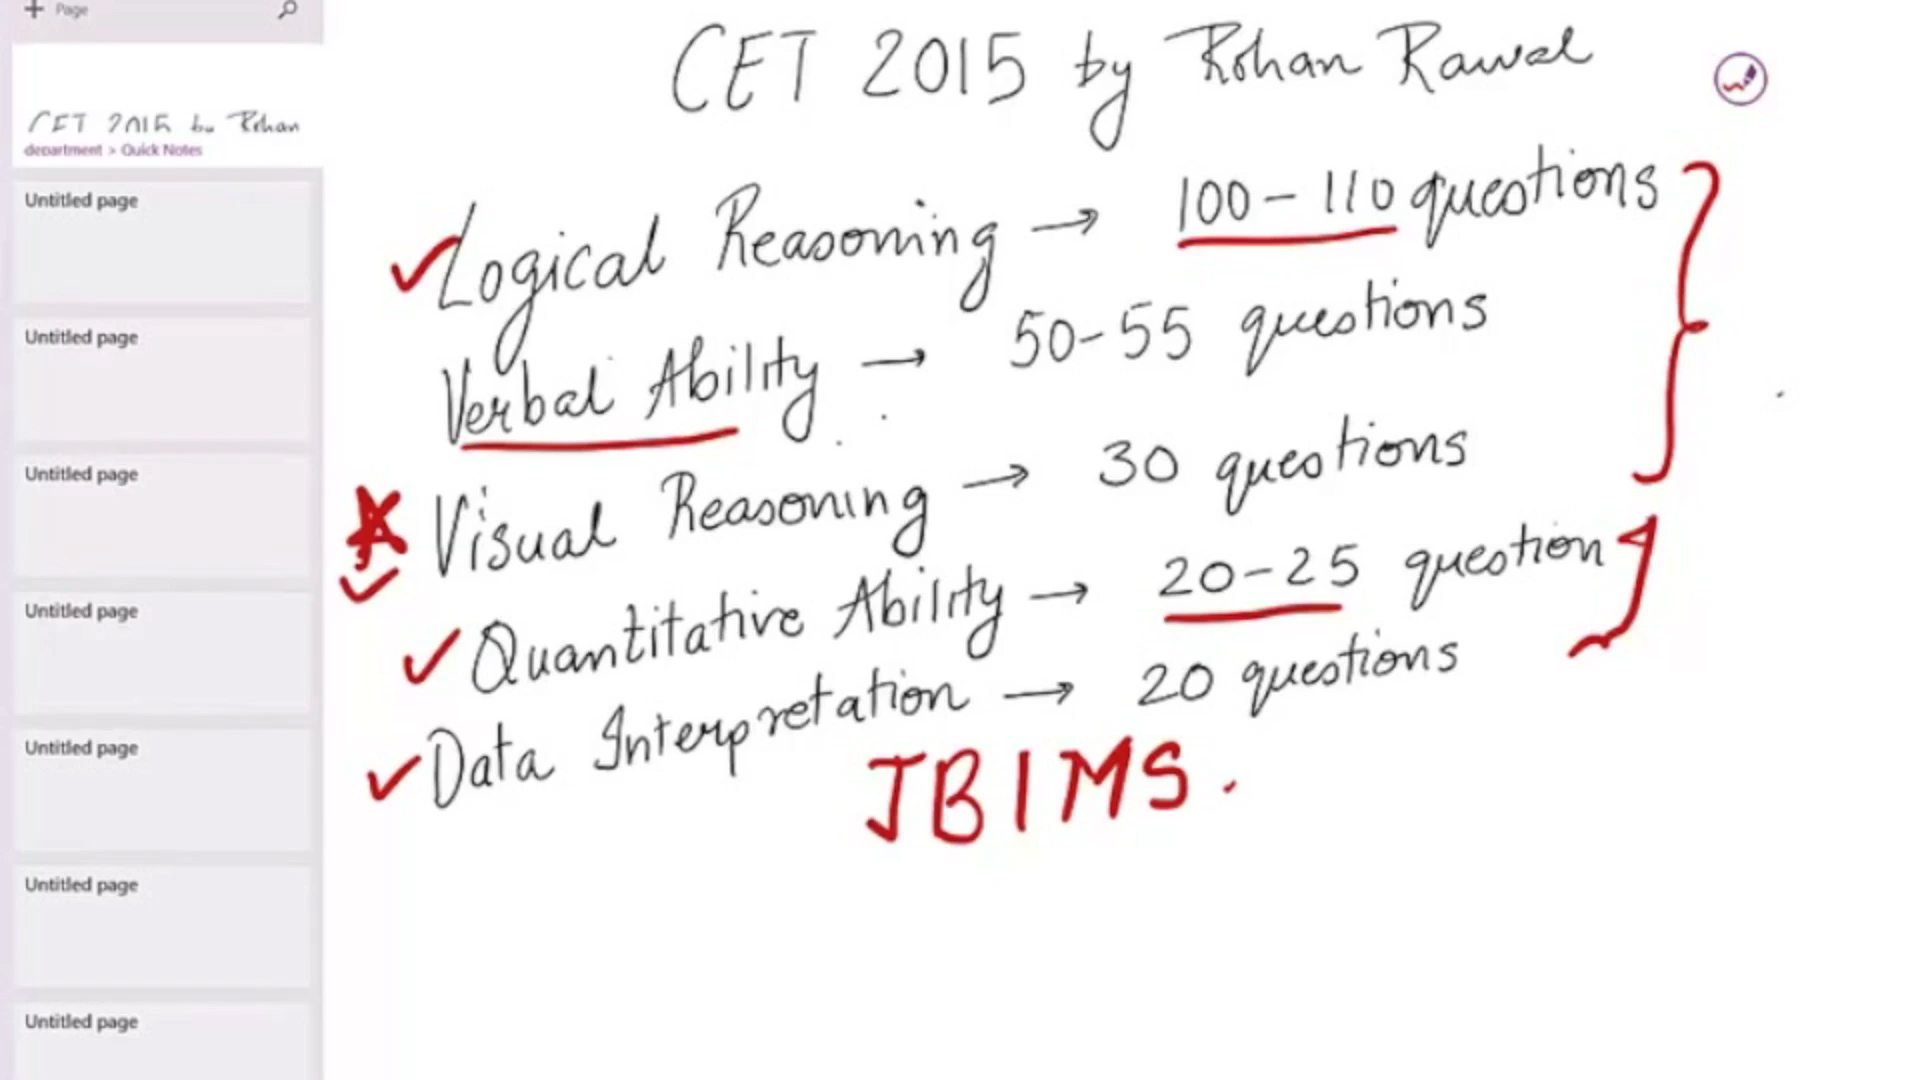 Page
CET 2015 by Rohan
department > Quick Notes
Untitled page
Untitled page
Untitled page
Untitled page
Untitled page
Untitled page
Untitled page
CET 2015 by Rohan Rawal
Logical Reasoning → 100-110 questions
Verbal Ability → 50-55 questions
Visual Reasoning → 30 questions
Quantitative Ability → 20-25 question
Data Interpretation → 20 questions
JBIMS.